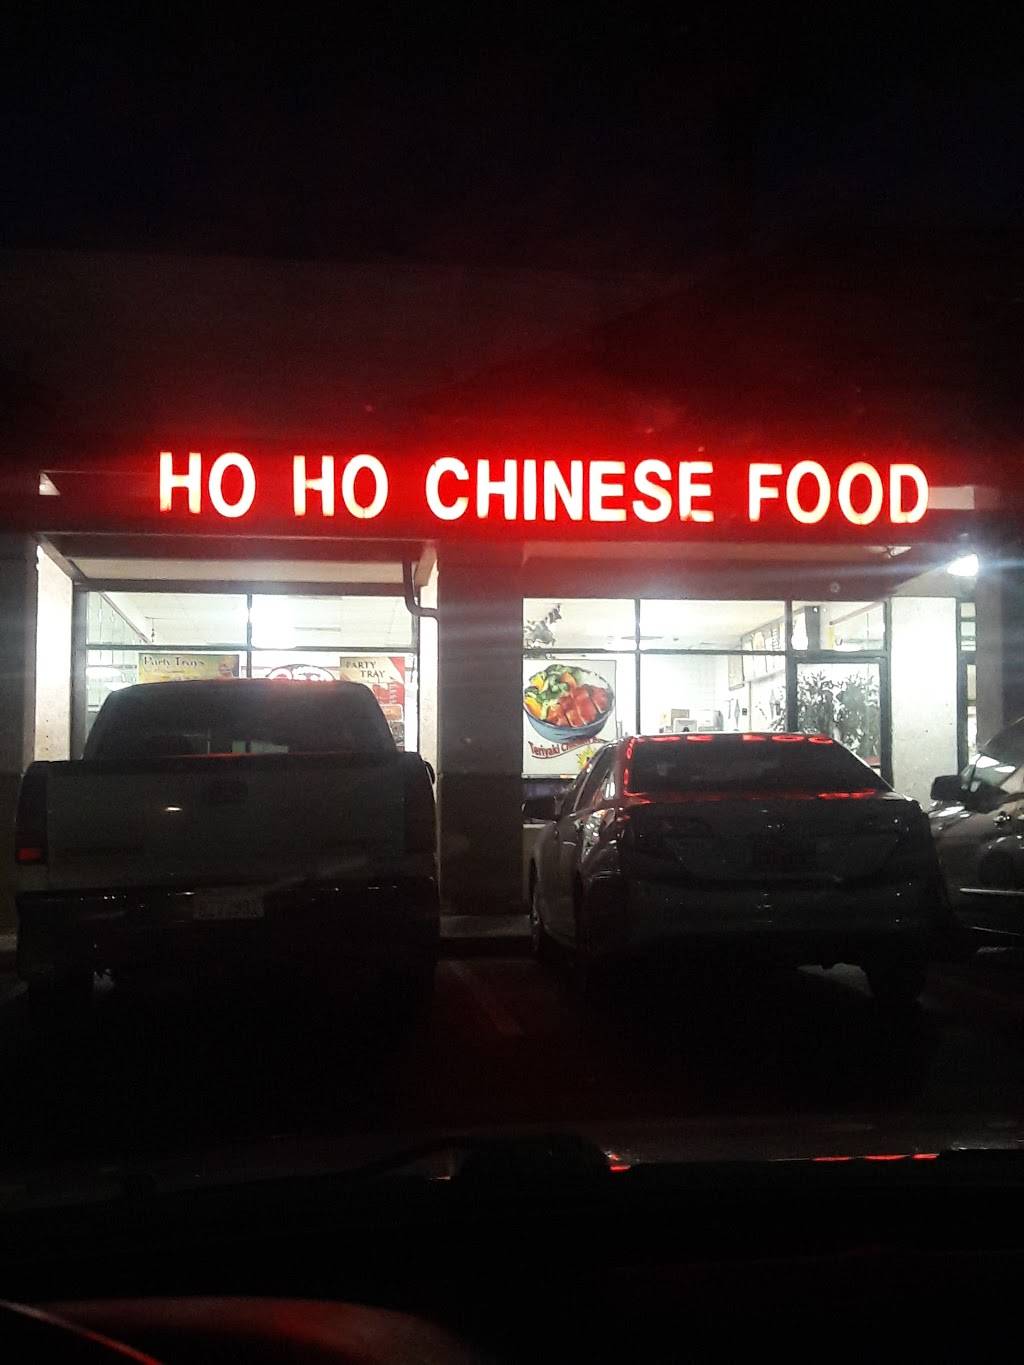 HO HO CHINESE FOOD
Party Trays
PARTY
TRAY
Teriyaki Chicken